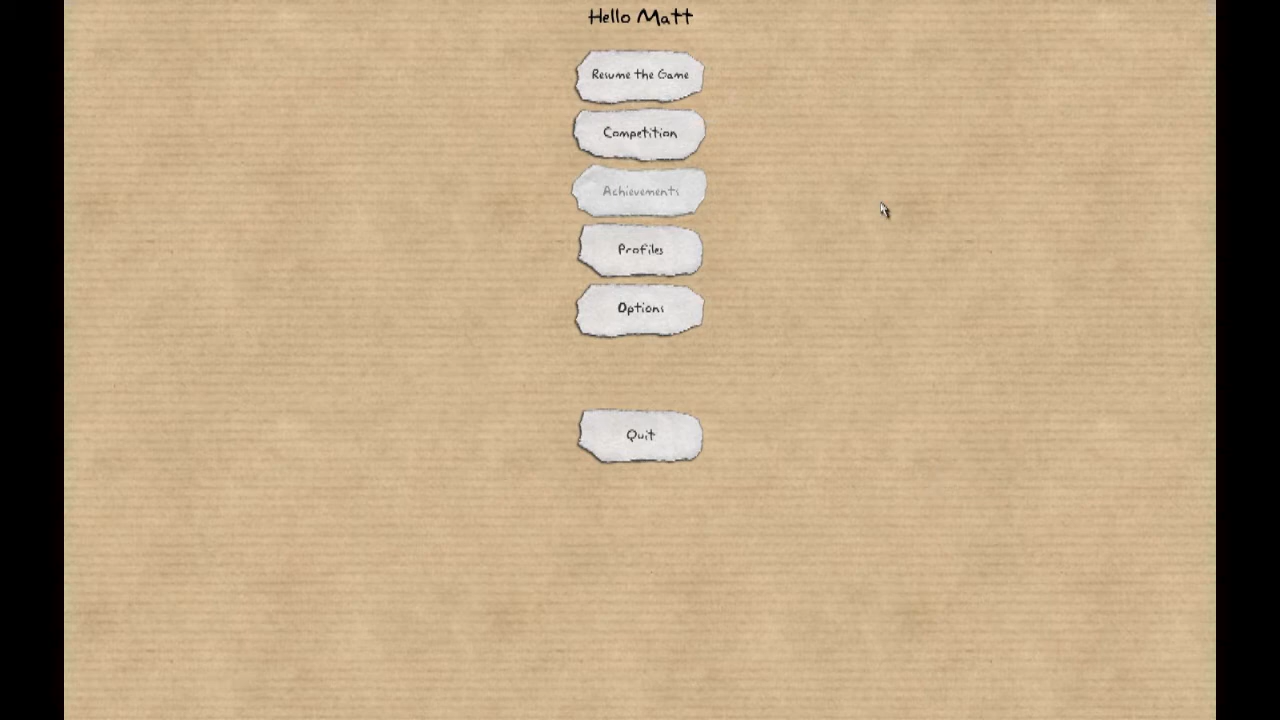 Hello Matt
Resume the Game
Competition
Achievements
Profiles
Options
Quit